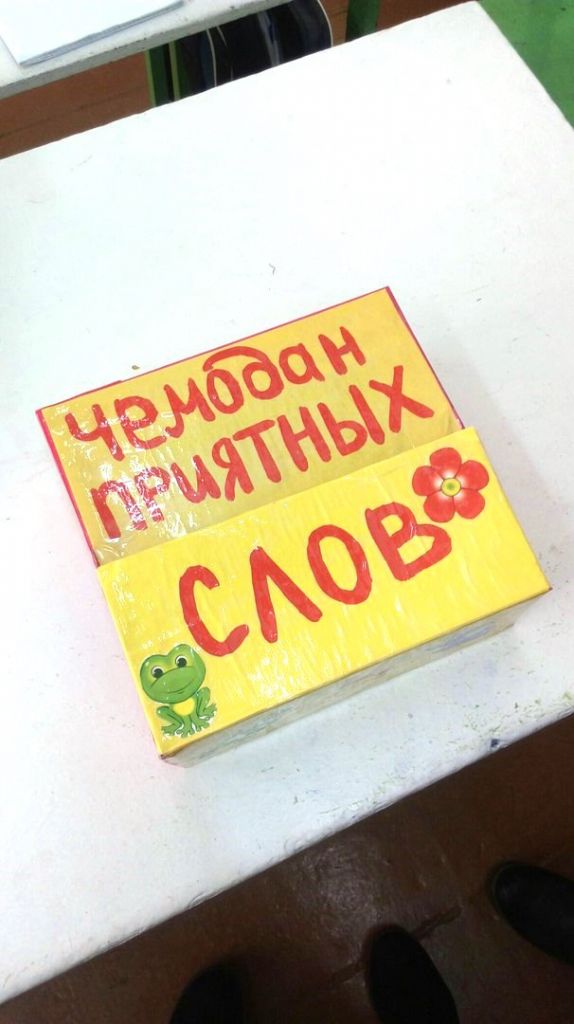 чемодан
приятных
слов